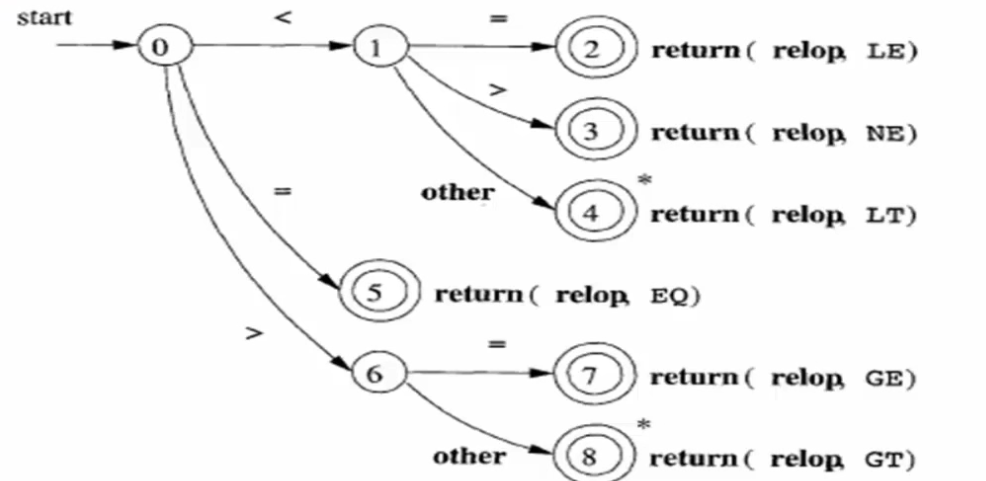 start
< =
0 1 2 return( relop, LE)
>
3 return( relop, NE)
*
= other 4 return( relop, LT)
5 return( relop, EQ)
> =
6 7 return( relop, GE)
*
other 8 return( relop, GT)